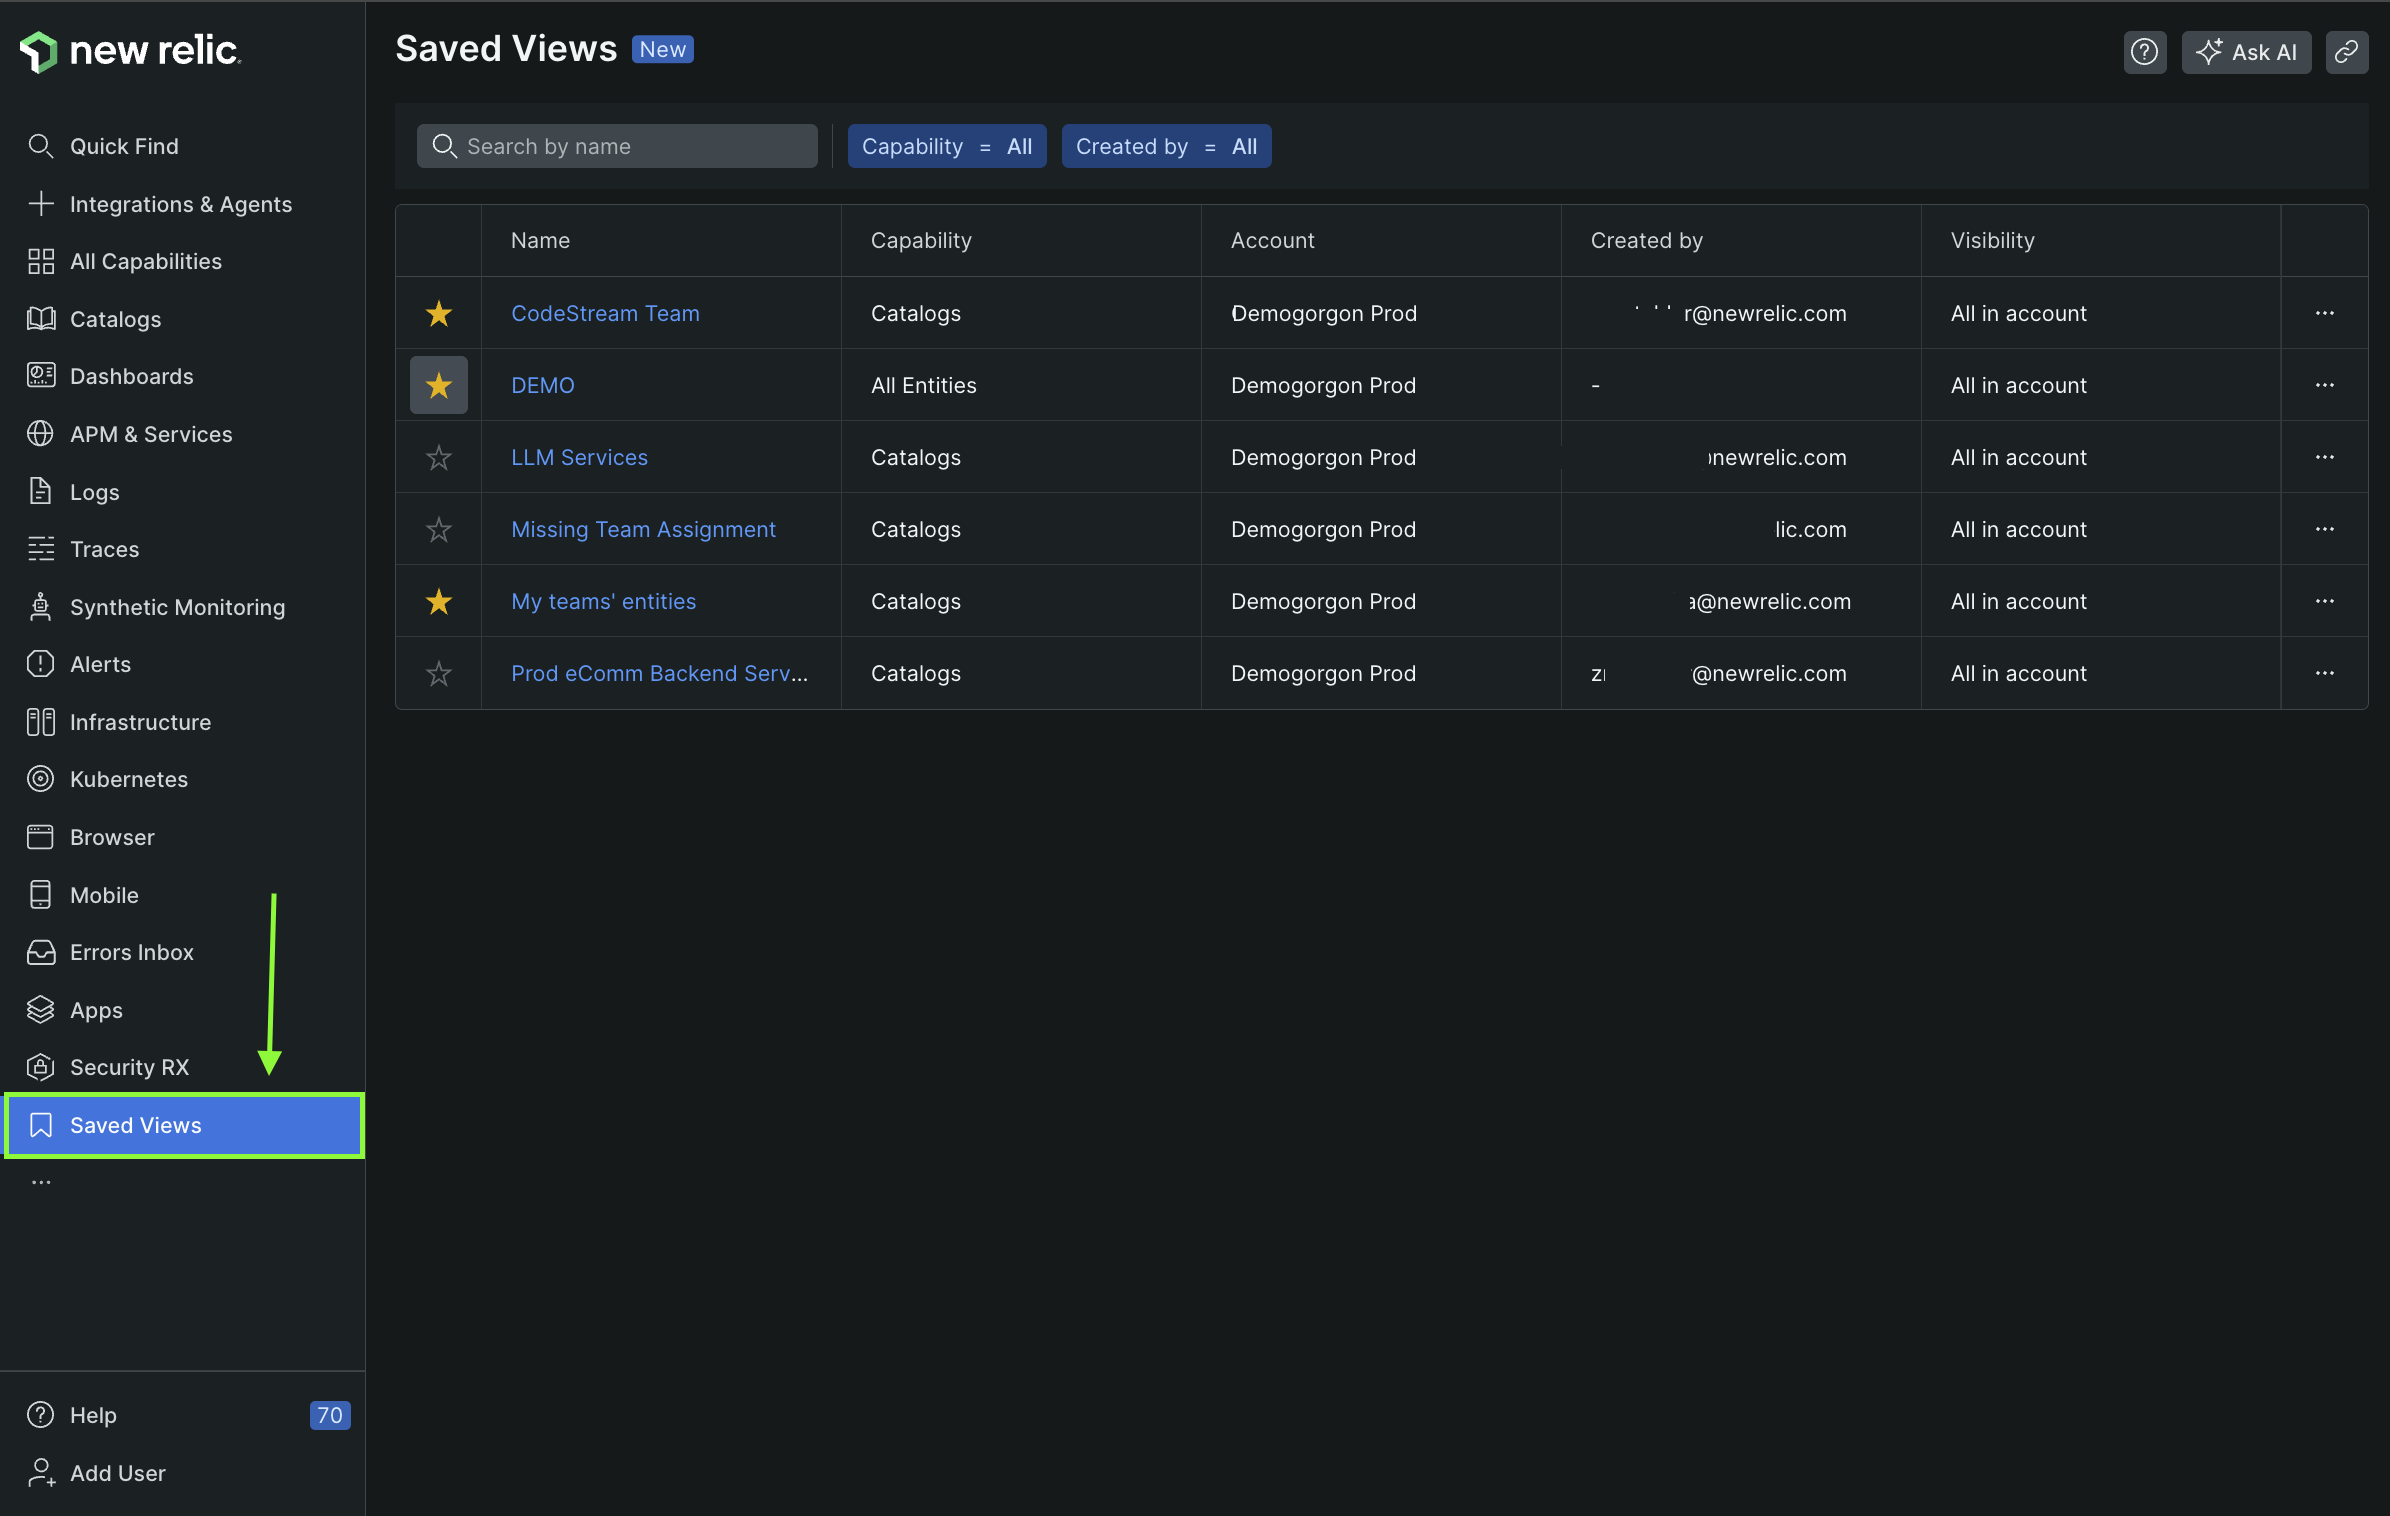 new relic
Saved Views New
Ask AI
Quick Find
Integrations & Agents
All Capabilities
Catalogs
Dashboards
APM & Services
Logs
Traces
Synthetic Monitoring
Alerts
Infrastructure
Kubernetes
Browser
Mobile
Errors Inbox
Apps
Security RX
Saved Views
...
Help 70
Add User
Search by name Capability = All Created by = All
Name Capability Account Created by Visibility
CodeStream Team Catalogs Demogorgon Prod r@newrelic.com All in account ...
DEMO All Entities Demogorgon Prod - All in account ...
LLM Services Catalogs Demogorgon Prod newrelic.com All in account ...
Missing Team Assignment Catalogs Demogorgon Prod lic.com All in account ...
My teams' entities Catalogs Demogorgon Prod a@newrelic.com All in account ...
Prod eComm Backend Serv... Catalogs Demogorgon Prod @newrelic.com All in account ...